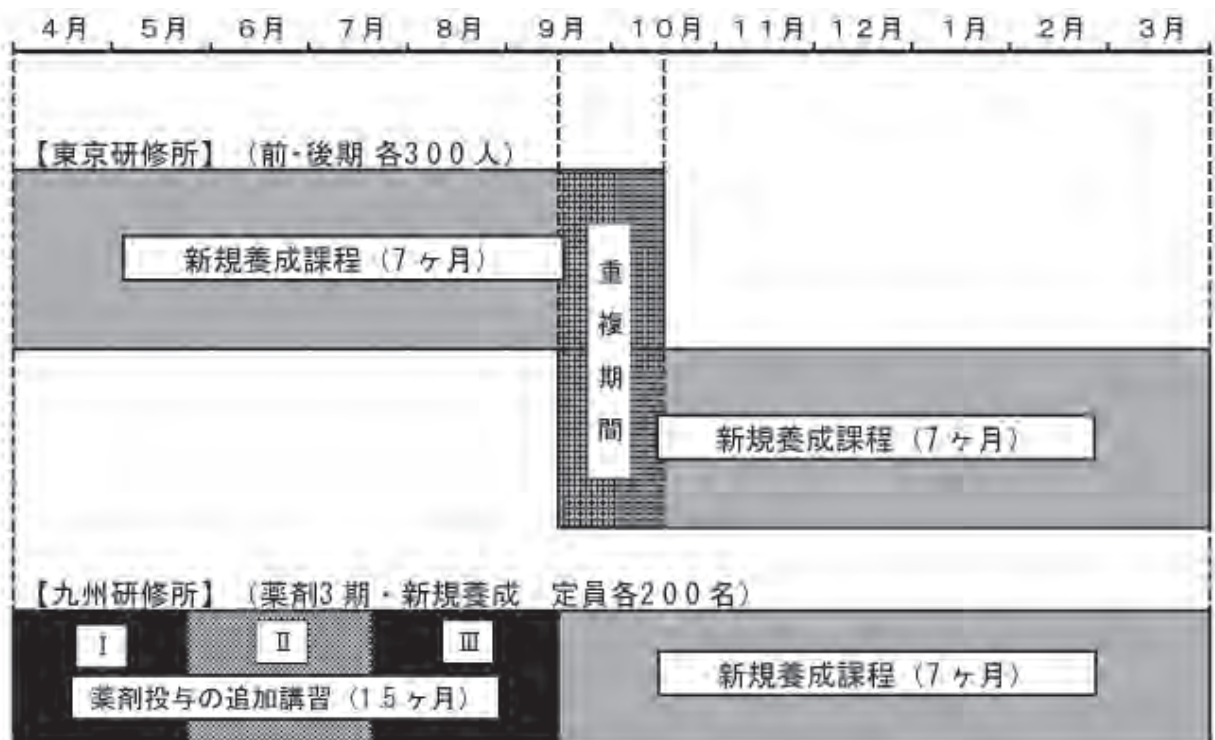 4月 5月 6月 7月 8月 9月 10月 11月 12月 1月 2月 3月
【東京研修所】 (前・後期 各300人)
新規養成課程 (7ヶ月)
重複期間
新規養成課程 (7ヶ月)
【九州研修所】 (薬剤3期・新規養成 定員各200名)
Ⅰ Ⅱ Ⅲ
新規養成課程 (7ヶ月)
薬剤投与の追加講習 (1.5ヶ月)